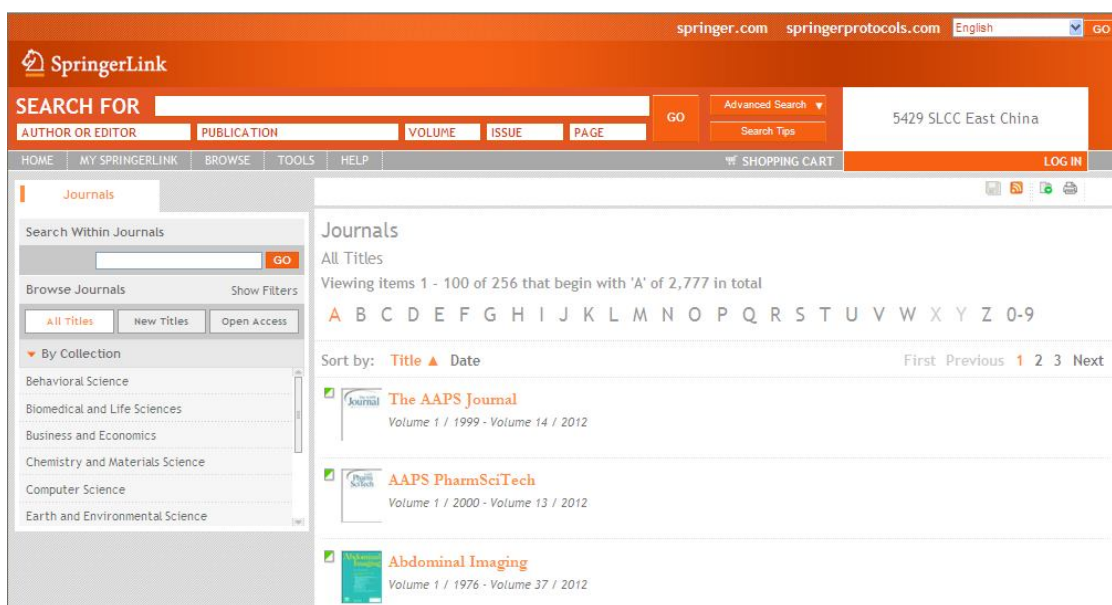 springer.com springerprotocols.com English GO
SpringerLink
SEARCH FOR GO Advanced Search
AUTHOR OR EDITOR PUBLICATION VOLUME ISSUE PAGE Search Tips
5429 SLCC East China
HOME MY SPRINGERLINK BROWSE TOOLS HELP SHOPPING CART LOG IN
Journals
Search Within Journals
GO
Browse Journals Show Filters
All Titles New Titles Open Access
By Collection
Behavioral Science
Biomedical and Life Sciences
Business and Economics
Chemistry and Materials Science
Computer Science
Earth and Environmental Science
Journals
All Titles
Viewing items 1 - 100 of 256 that begin with 'A' of 2,777 in total
A B C D E F G H I J K L M N O P Q R S T U V W X Y Z 0-9
Sort by: Title ▲ Date First Previous 1 2 3 Next
Journal
The AAPS Journal
Volume 1 / 1999 - Volume 14 / 2012
AAPS PharmSciTech
Volume 1 / 2000 - Volume 13 / 2012
Abdominal Imaging
Volume 1 / 1976 - Volume 37 / 2012